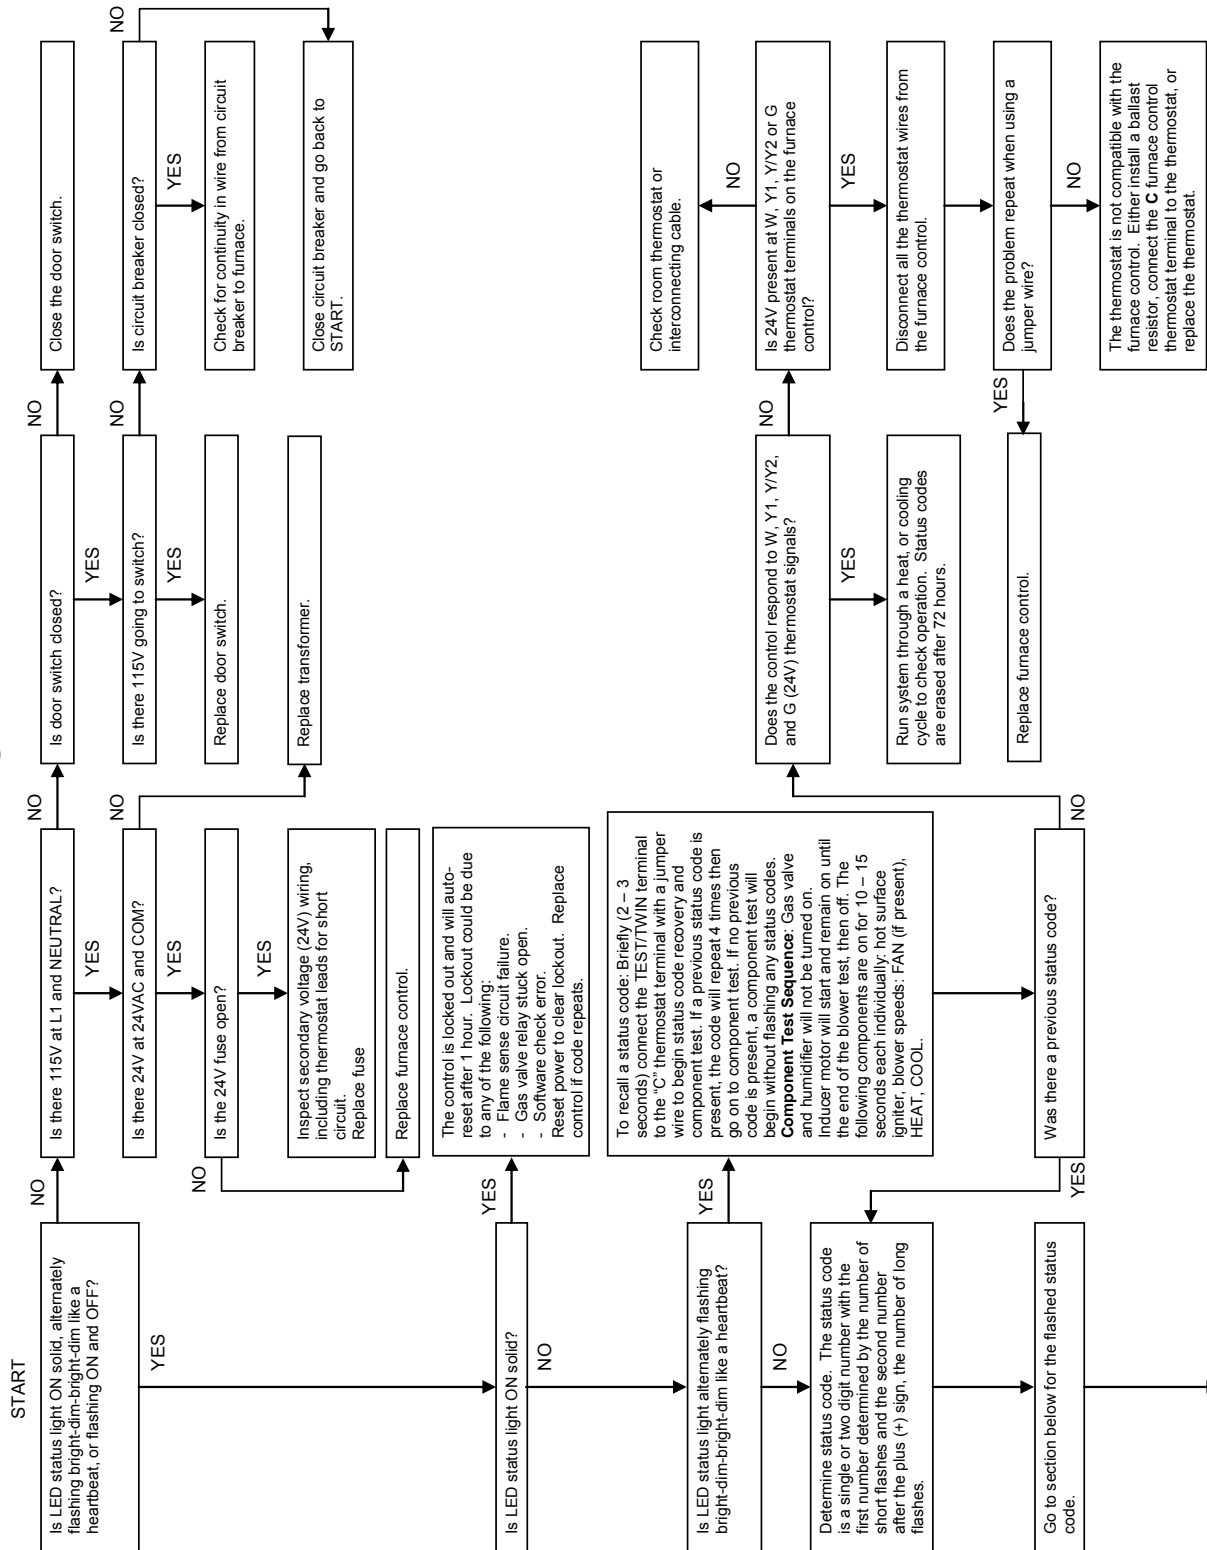 START
Is LED status light ON solid, alternately
flashing bright-dim-bright-dim like a
heartbeat, or flashing ON and OFF?
NO
YES
Is there 115V at L1 and NEUTRAL?
NO
YES
Is door switch closed?
NO
YES
Close the door switch.
Is there 115V going to switch?
NO
YES
Is circuit breaker closed?
NO
YES
Replace door switch.
Check for continuity in wire from circuit
breaker to furnace.
Close circuit breaker and go back to
START.
Is there 24V at 24VAC and COM?
NO
YES
Replace transformer.
Is the 24V fuse open?
NO
YES
Inspect secondary voltage (24V) wiring,
including thermostat leads for short
circuit.
Replace fuse
Replace furnace control.
Is LED status light ON solid?
YES
NO
The control is locked out and will auto-
reset after 1 hour. Lockout could be due
to any of the following:
- Flame sense circuit failure.
- Gas valve relay stuck open.
- Software check error.
Reset power to clear lockout. Replace
control if code repeats.
Is LED status light alternately flashing
bright-dim-bright-dim like a heartbeat?
YES
NO
To recall a status code: Briefly (2 – 3
seconds) connect the TEST/TWIN terminal
to the “C” thermostat terminal with a jumper
wire to begin status code recovery and
component test. If a previous status code is
present, the code will repeat 4 times then
go on to component test. If no previous
code is present, a component test will
begin without flashing any status codes.
Component Test Sequence: Gas valve
and humidifier will not be turned on.
Inducer motor will start and remain on until
the end of the blower test, then off. The
following components are on for 10 – 15
seconds each individually: hot surface
igniter, blower speeds: FAN (if present),
HEAT, COOL.
Was there a previous status code?
YES
NO
Determine status code. The status code
is a single or two digit number with the
first number determined by the number of
short flashes and the second number
after the plus (+) sign, the number of long
flashes.
Go to section below for the flashed status
code.
Does the control respond to W, Y1, Y/Y2,
and G (24V) thermostat signals?
NO
YES
Run system through a heat, or cooling
cycle to check operation. Status codes
are erased after 72 hours.
Is 24V present at W, Y1, Y/Y2 or G
thermostat terminals on the furnace
control?
NO
YES
Check room thermostat or
interconnecting cable.
Disconnect all the thermostat wires from
the furnace control.
Does the problem repeat when using a
jumper wire?
YES
NO
Replace furnace control.
The thermostat is not compatible with the
furnace control. Either install a ballast
resistor, connect the C furnace control
thermostat terminal to the thermostat, or
replace the thermostat.